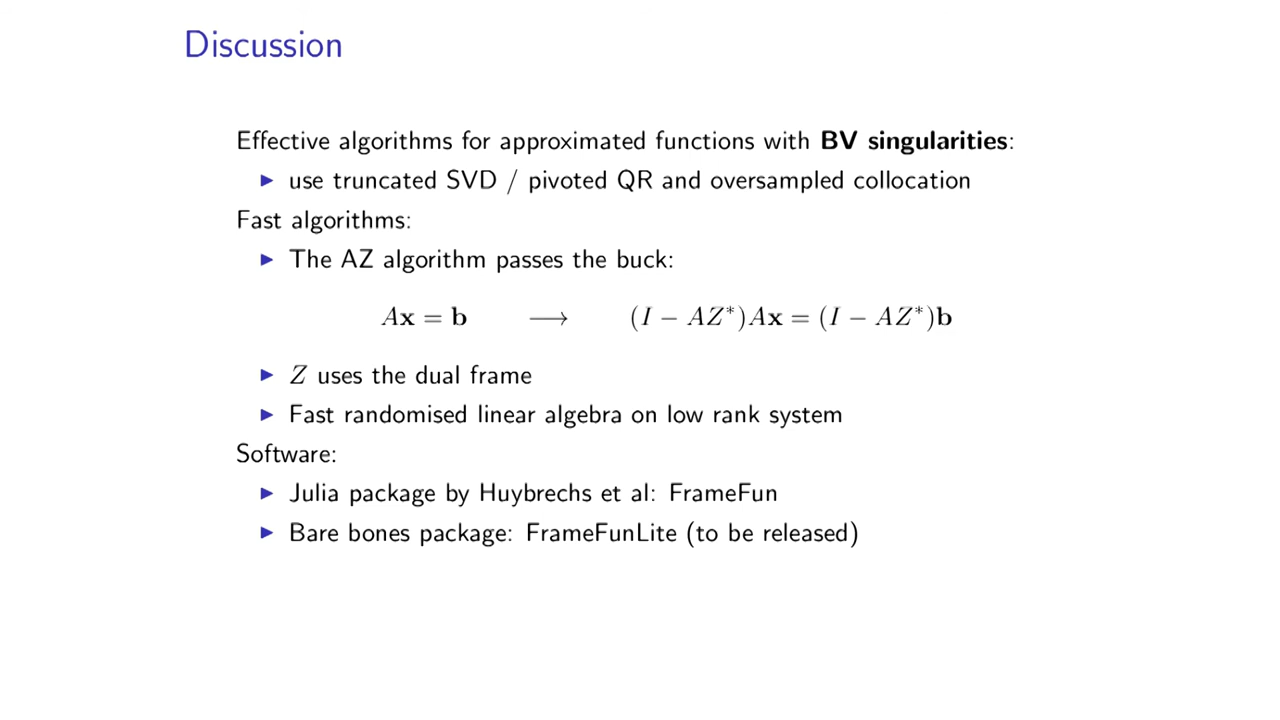 Discussion
Effective algorithms for approximated functions with BV singularities:
▶ use truncated SVD / pivoted QR and oversampled collocation
Fast algorithms:
▶ The AZ algorithm passes the buck:
Ax = b ⟶ (I − AZ*)Ax = (I − AZ*)b
▶ Z uses the dual frame
▶ Fast randomised linear algebra on low rank system
Software:
▶ Julia package by Huybrechs et al: FrameFun
▶ Bare bones package: FrameFunLite (to be released)